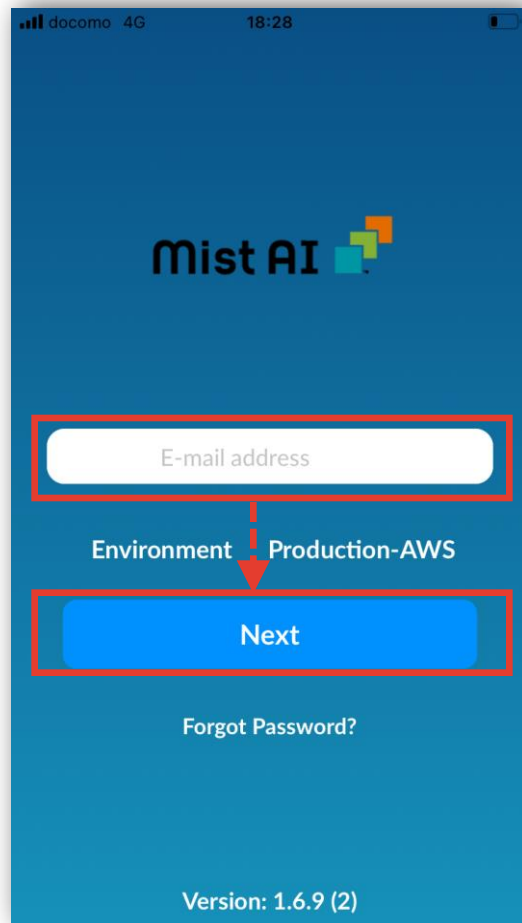 docomo 4G 18:28
Mist AI
E-mail address
Environment Production-AWS
Next
Forgot Password?
Version: 1.6.9 (2)